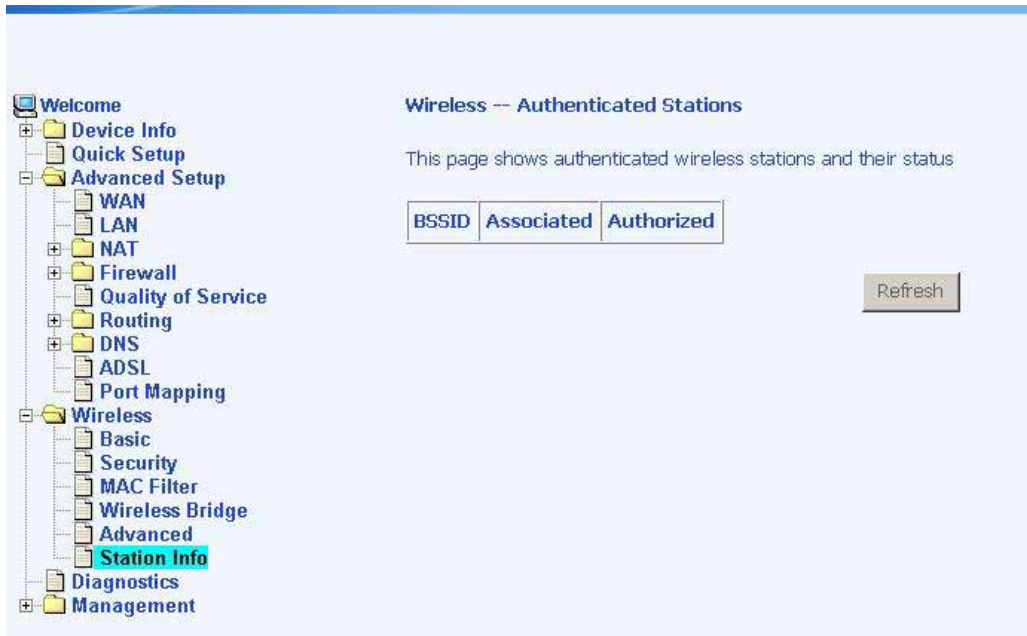 Welcome
Device Info
Quick Setup
Advanced Setup
WAN
LAN
NAT
Firewall
Quality of Service
Routing
DNS
ADSL
Port Mapping
Wireless
Basic
Security
MAC Filter
Wireless Bridge
Advanced
Station Info
Diagnostics
Management
Wireless -- Authenticated Stations
This page shows authenticated wireless stations and their status
BSSID Associated Authorized
Refresh